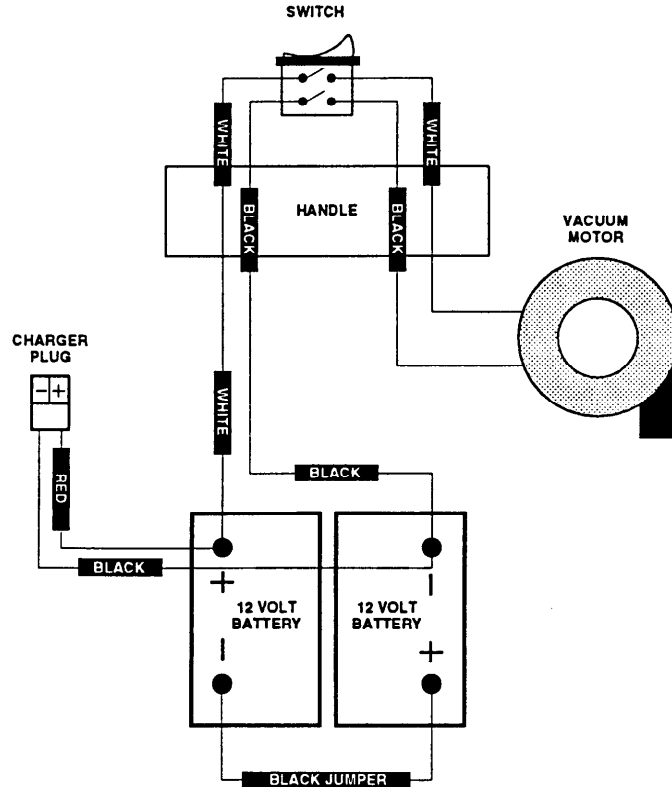 SWITCH
WHITE
WHITE
BLACK
HANDLE
BLACK
VACUUM
MOTOR
CHARGER
PLUG
- +
WHITE
RED
BLACK
BLACK
+
-
12 VOLT
BATTERY
-
+
12 VOLT
BATTERY
BLACK JUMPER